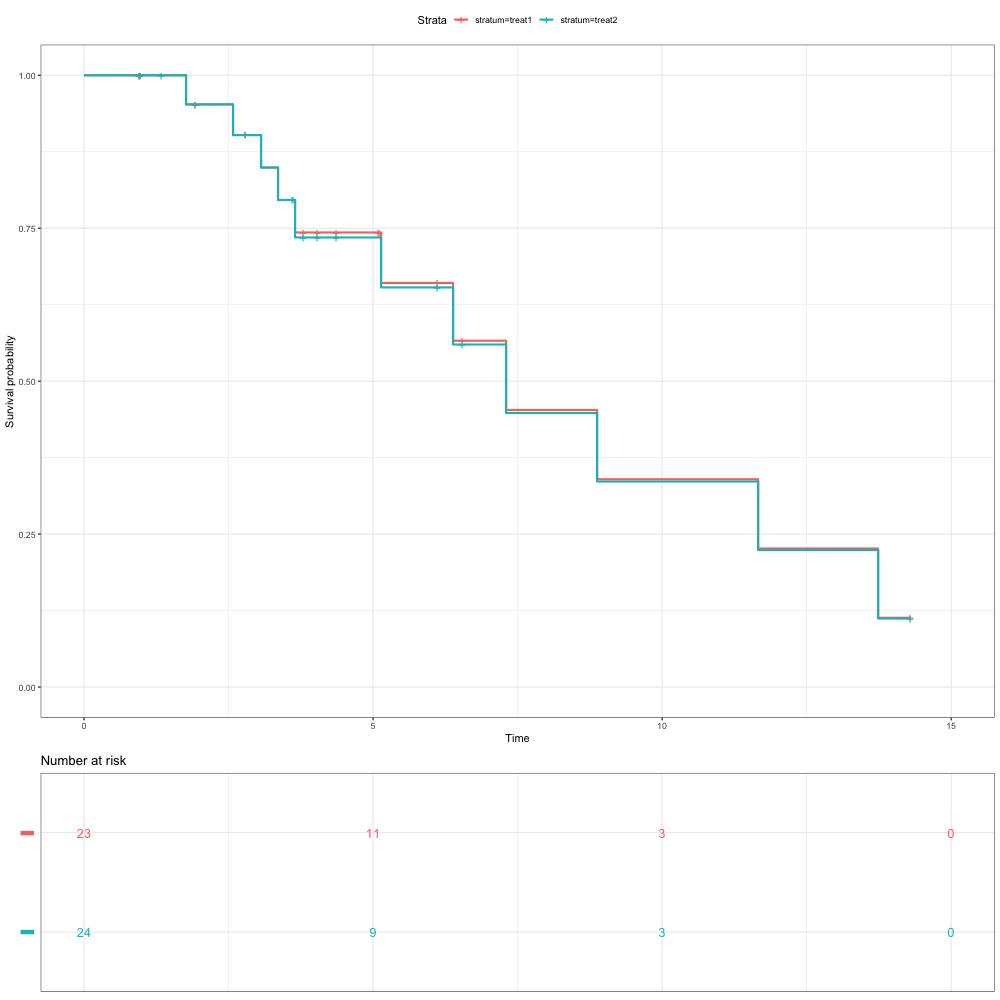 Strata stratum=treat1 stratum=treat2
1.00
0.75
0.50
0.25
0.00
Survival probability
0 5 10 15
Time
Number at risk
23 11 3 0
24 9 3 0